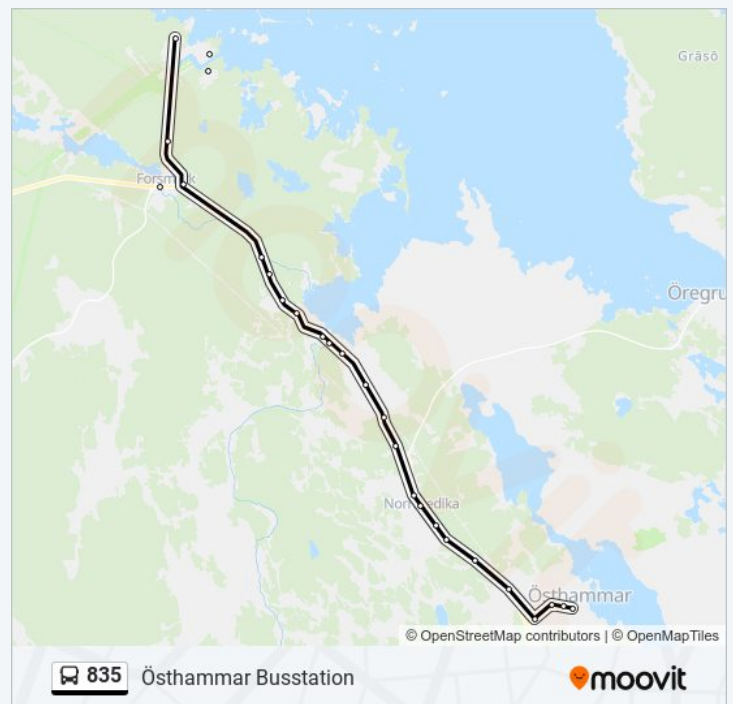 Gräsö
Forsmark
Öregru
Norrskedika
Östhammar
© OpenStreetMap contributors | © OpenMapTiles
835 Östhammar Busstation
moovit